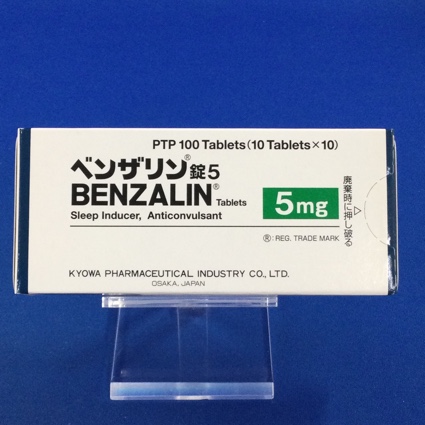 PTP 100 Tablets(10 Tablets×10)
ベンザリン®錠5
BENZALIN® Tablets
5mg
Sleep Inducer, Anticonvulsant
Ⓡ: REG. TRADE MARK
KYOWA PHARMACEUTICAL INDUSTRY CO., LTD.
OSAKA, JAPAN
廃棄時に押し破る